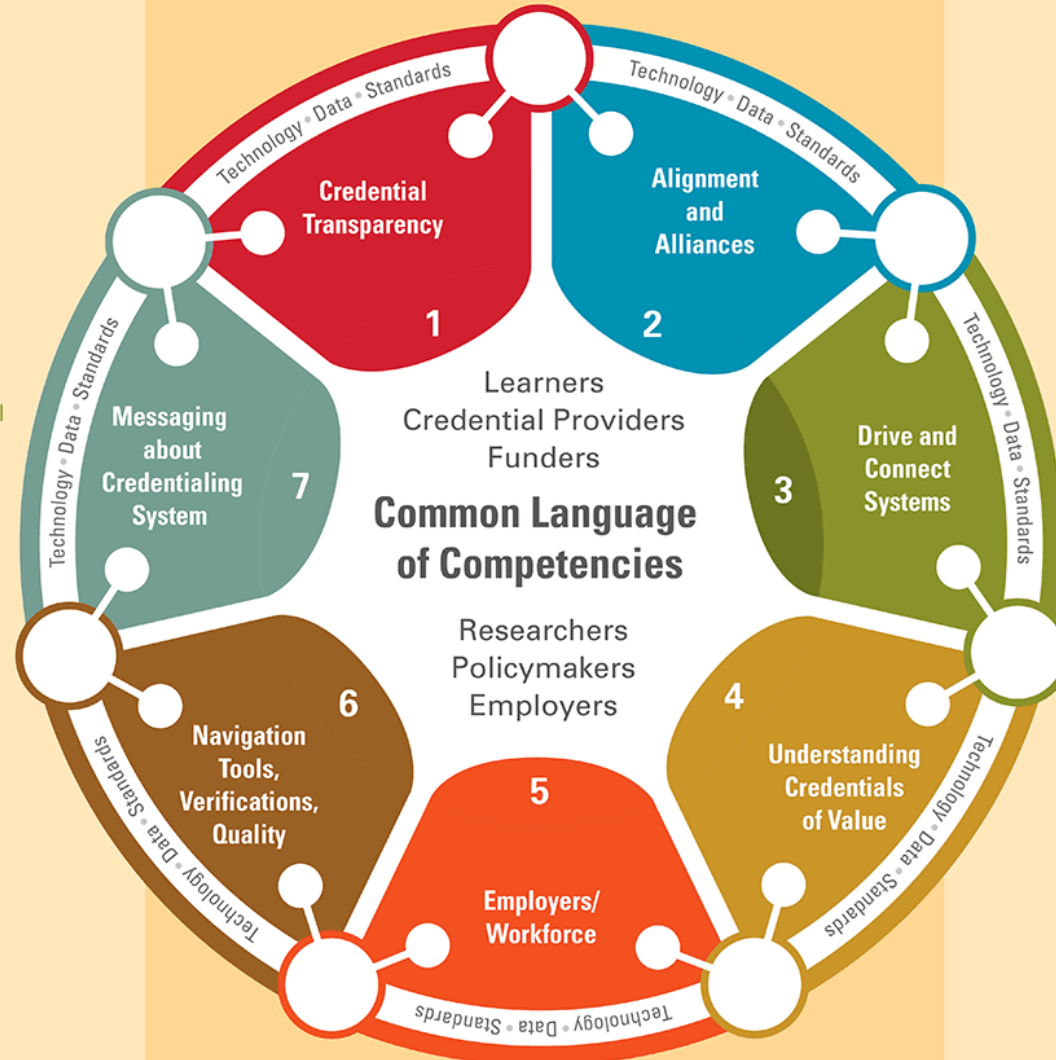 Technology • Data • Standards
Credential
Transparency
1
Technology • Data • Standards
Alignment
and
Alliances
2
Technology • Data • Standards
Drive and
Connect
Systems
3
Technology • Data • Standards
Understanding
Credentials
of Value
4
Technology • Data • Standards
Employers/
Workforce
5
Technology • Data • Standards
Navigation
Tools,
Verifications,
Quality
6
Technology • Data • Standards
Messaging
about
Credentialing
System
7
Learners
Credential Providers
Funders
Common Language
of Competencies
Researchers
Policymakers
Employers